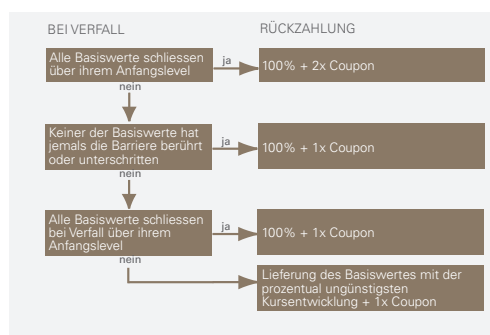 BEI VERFALL
RÜCKZAHLUNG
Alle Basiswerte schliessen
über ihrem Anfangslevel
ja
100% + 2x Coupon
nein
Keiner der Basiswerte hat
jemals die Barriere berührt
oder unterschritten
ja
100% + 1x Coupon
nein
Alle Basiswerte schliessen
bei Verfall über ihrem
Anfangslevel
ja
100% + 1x Coupon
nein
Lieferung des Basiswertes mit der
prozentual ungünstigsten
Kursentwicklung + 1x Coupon